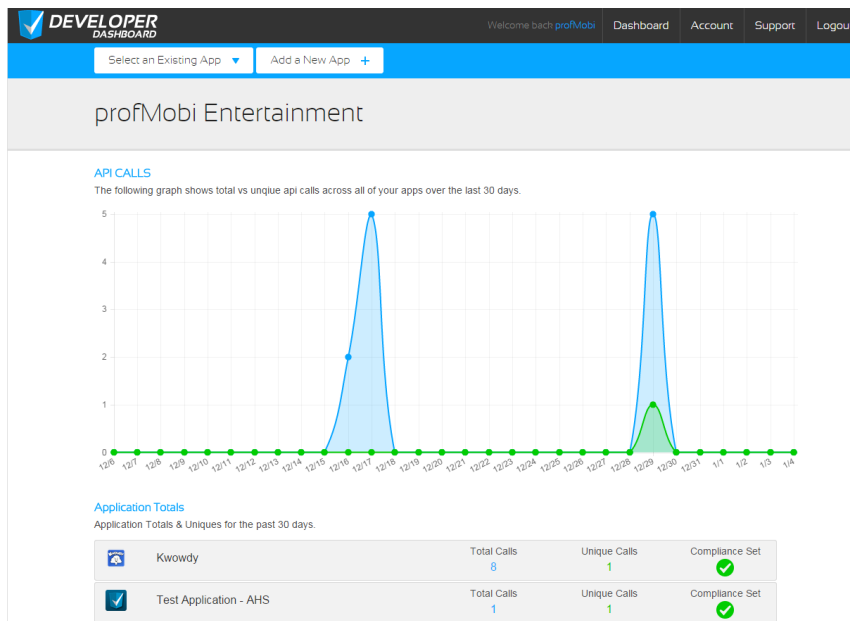 DEVELOPER
DASHBOARD
Welcome bach profMobi
Dashboard
Account
Support
Logou
Select an Existing App
Add a New App +
profMobi Entertainment
API CALLS
The following graph shows total vs unqiue api calls across all of your apps over the last 30 days.
5
4
3
2
1
0
12/6 12/7 12/8 12/9 12/10 12/11 12/12 12/13 12/14 12/15 12/16 12/17 12/18 12/19 12/20 12/21 12/22 12/23 12/24 12/25 12/26 12/27 12/28 12/29 12/30 12/31 1/1 1/2 1/3 1/4
Application Totals
Application Totals & Uniques for the past 30 days.
Kwowdy
Total Calls
8
Unique Calls
1
Compliance Set
Test Application - AHS
Total Calls
1
Unique Calls
1
Compliance Set